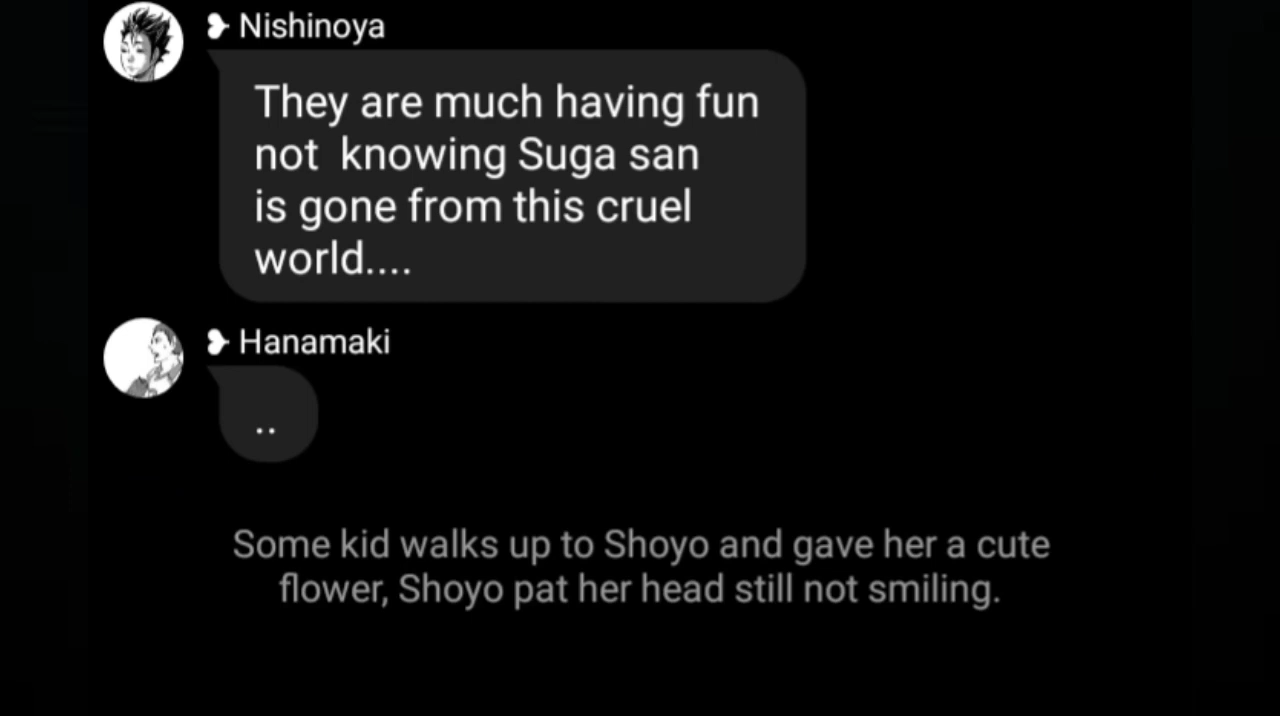 ❥ Nishinoya
They are much having fun
not  knowing Suga san
is gone from this cruel
world....
❥ Hanamaki
..
Some kid walks up to Shoyo and gave her a cute
flower, Shoyo pat her head still not smiling.